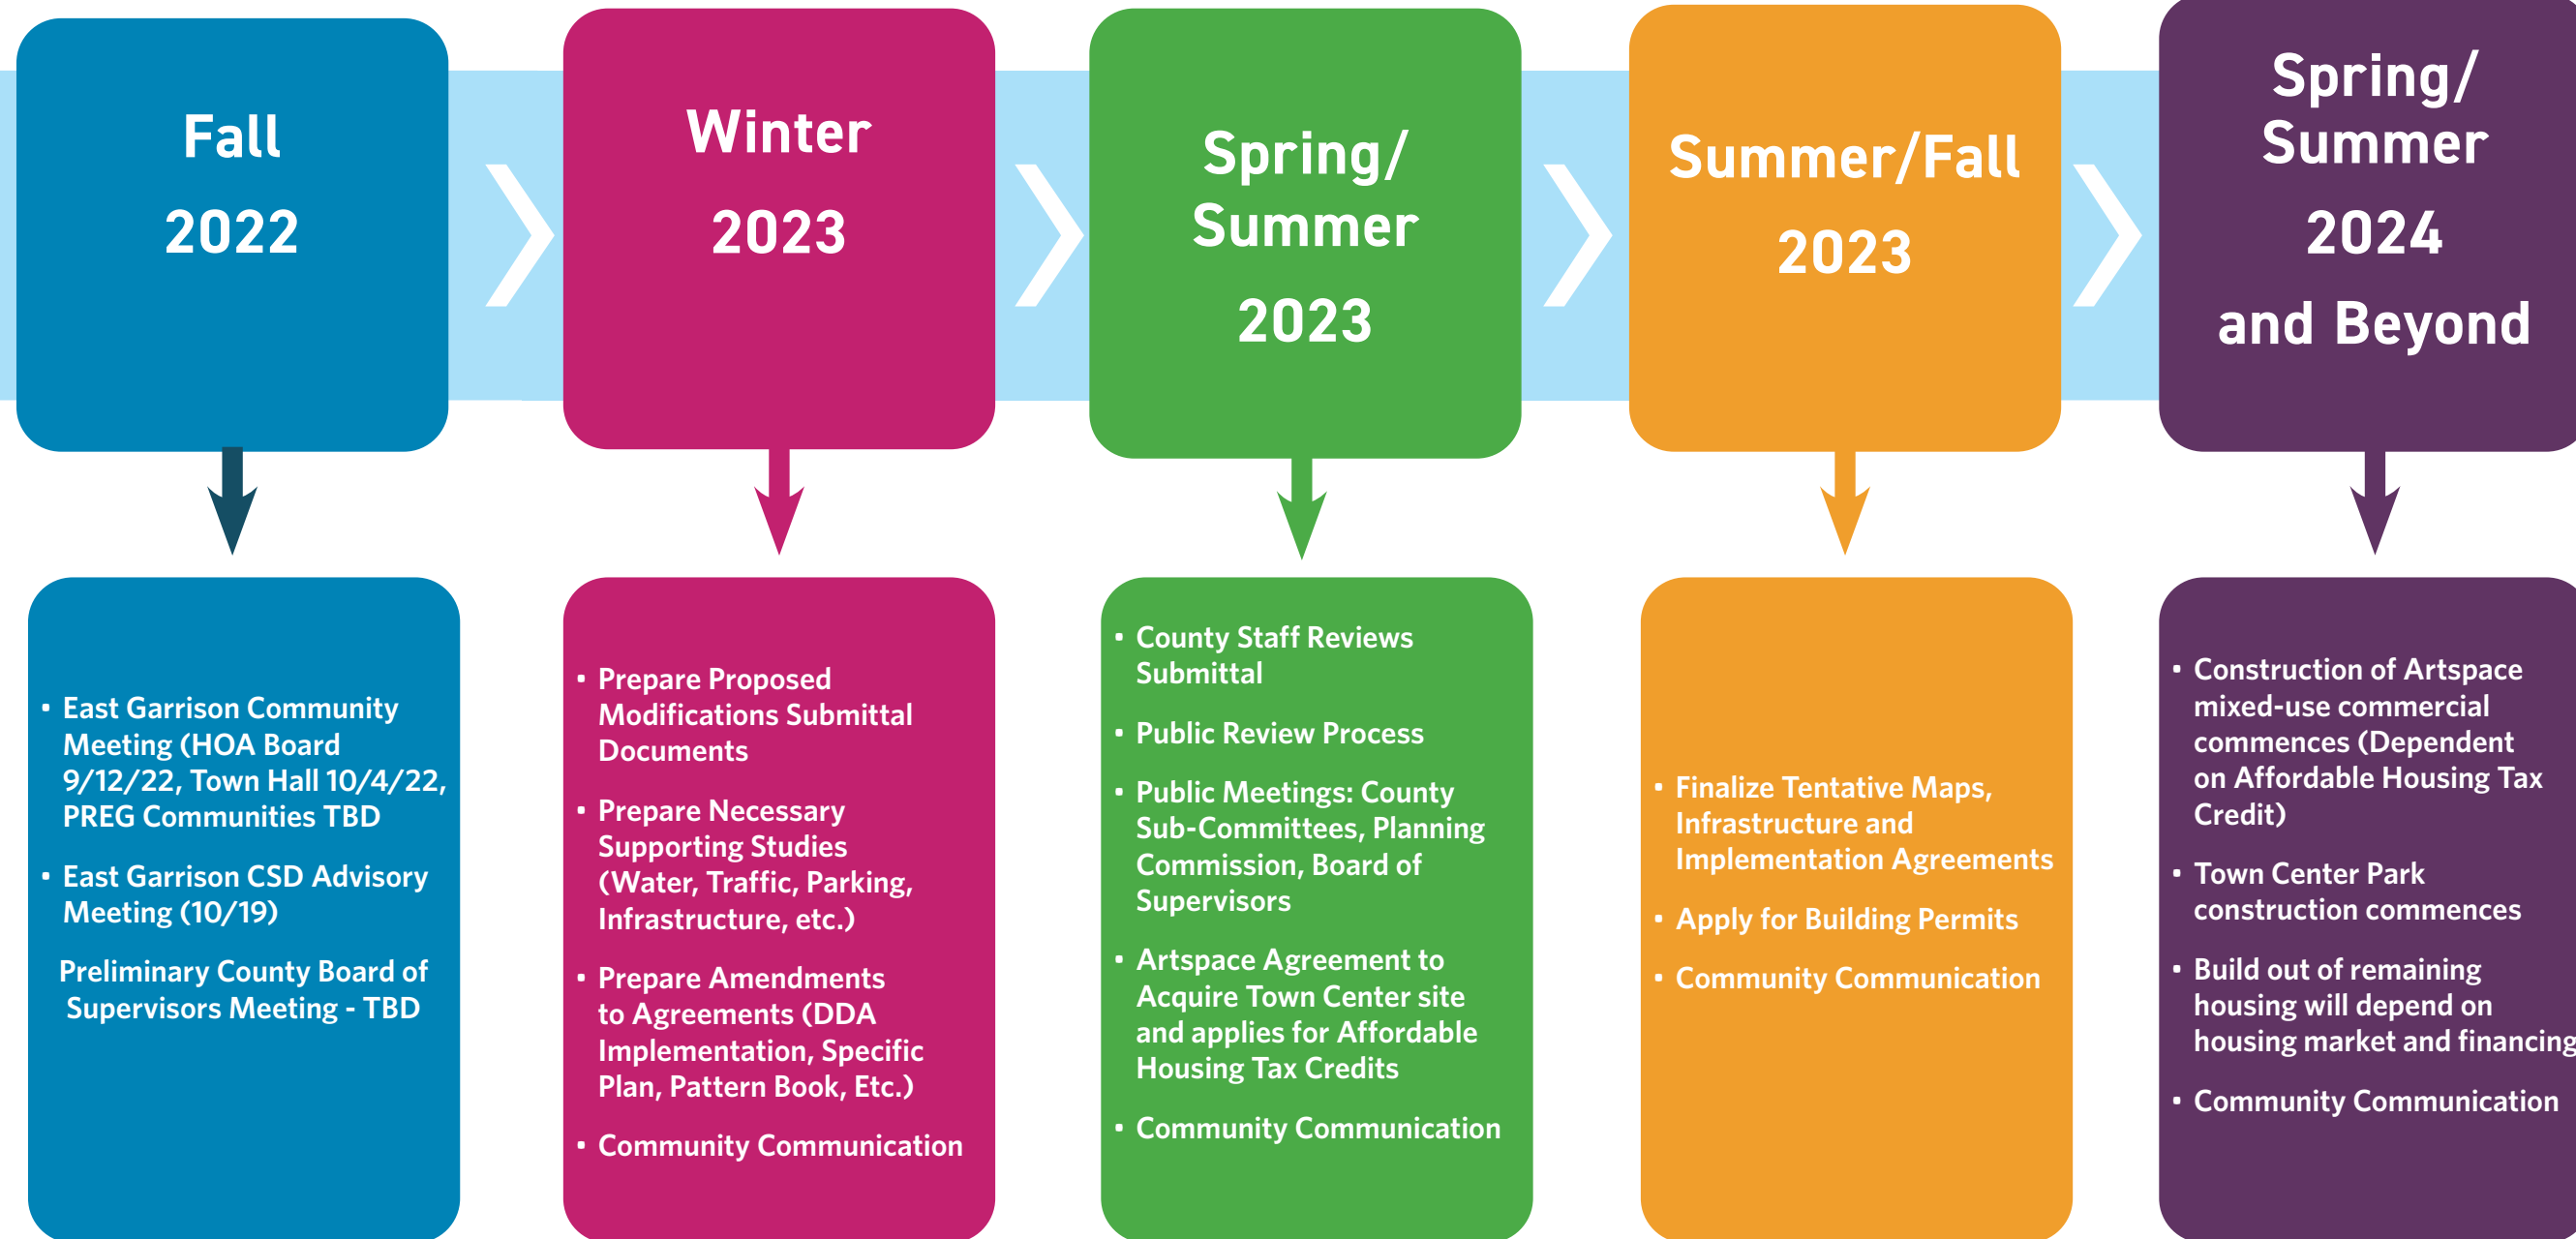 Fall
2022
Winter
2023
Spring/
Summer
2023
Summer/Fall
2023
Spring/
Summer
2024
and Beyond
• East Garrison Community
Meeting (HOA Board
9/12/22, Town Hall 10/4/22,
PREG Communities TBD
• East Garrison CSD Advisory
Meeting (10/19)
Preliminary County Board of
Supervisors Meeting - TBD
• Prepare Proposed
Modifications Submittal
Documents
• Prepare Necessary
Supporting Studies
(Water, Traffic, Parking,
Infrastructure, etc.)
• Prepare Amendments
to Agreements (DDA
Implementation, Specific
Plan, Pattern Book, Etc.)
• Community Communication
• County Staff Reviews
Submittal
• Public Review Process
• Public Meetings: County
Sub-Committees, Planning
Commission, Board of
Supervisors
• Artspace Agreement to
Acquire Town Center site
and applies for Affordable
Housing Tax Credits
• Community Communication
• Finalize Tentative Maps,
Infrastructure and
Implementation Agreements
• Apply for Building Permits
• Community Communication
• Construction of Artspace
mixed-use commercial
commences (Dependent
on Affordable Housing Tax
Credit)
• Town Center Park
construction commences
• Build out of remaining
housing will depend on
housing market and financing
• Community Communication